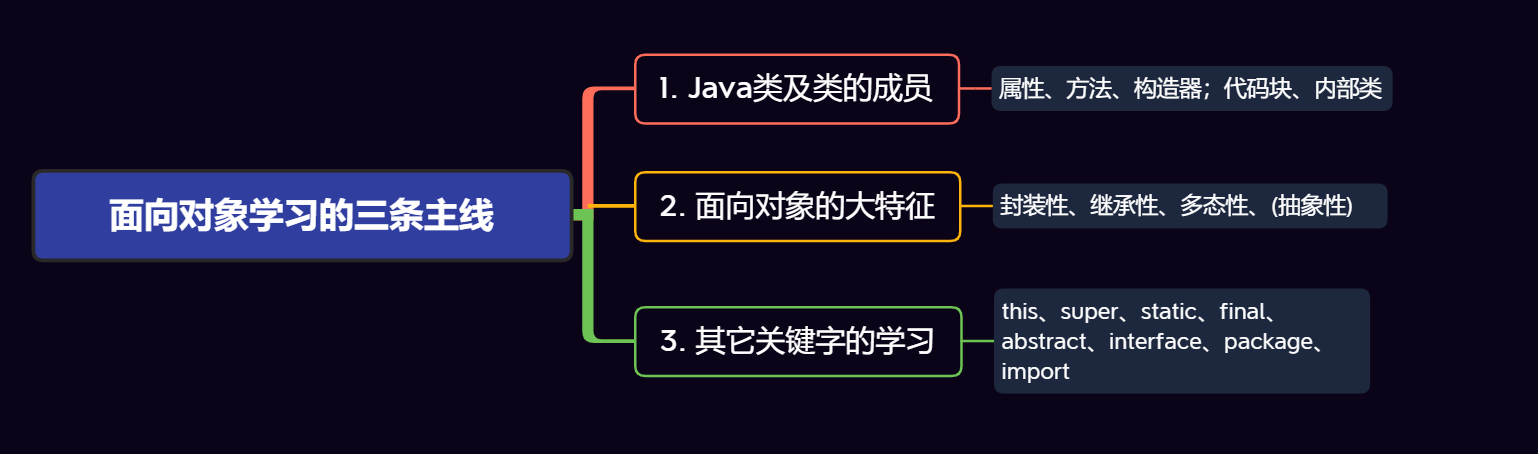 面向对象学习的三条主线
1. Java类及类的成员
属性、方法、构造器；代码块、内部类
2. 面向对象的大特征
封装性、继承性、多态性、(抽象性)
3. 其它关键字的学习
this、super、static、final、
abstract、interface、package、
import